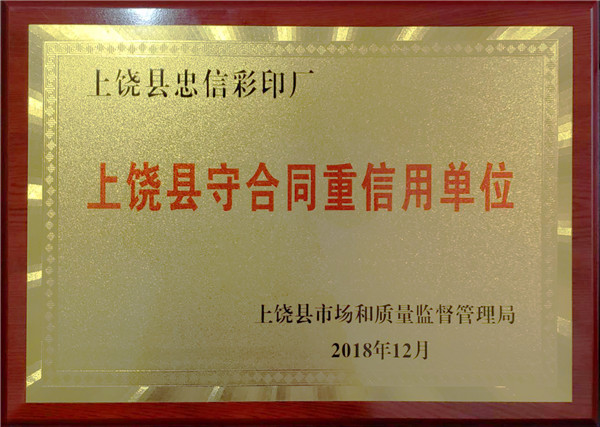 上饶县忠信彩印厂
上饶县守合同重信用单位
上饶县市场和质量监督管理局
2018年12月